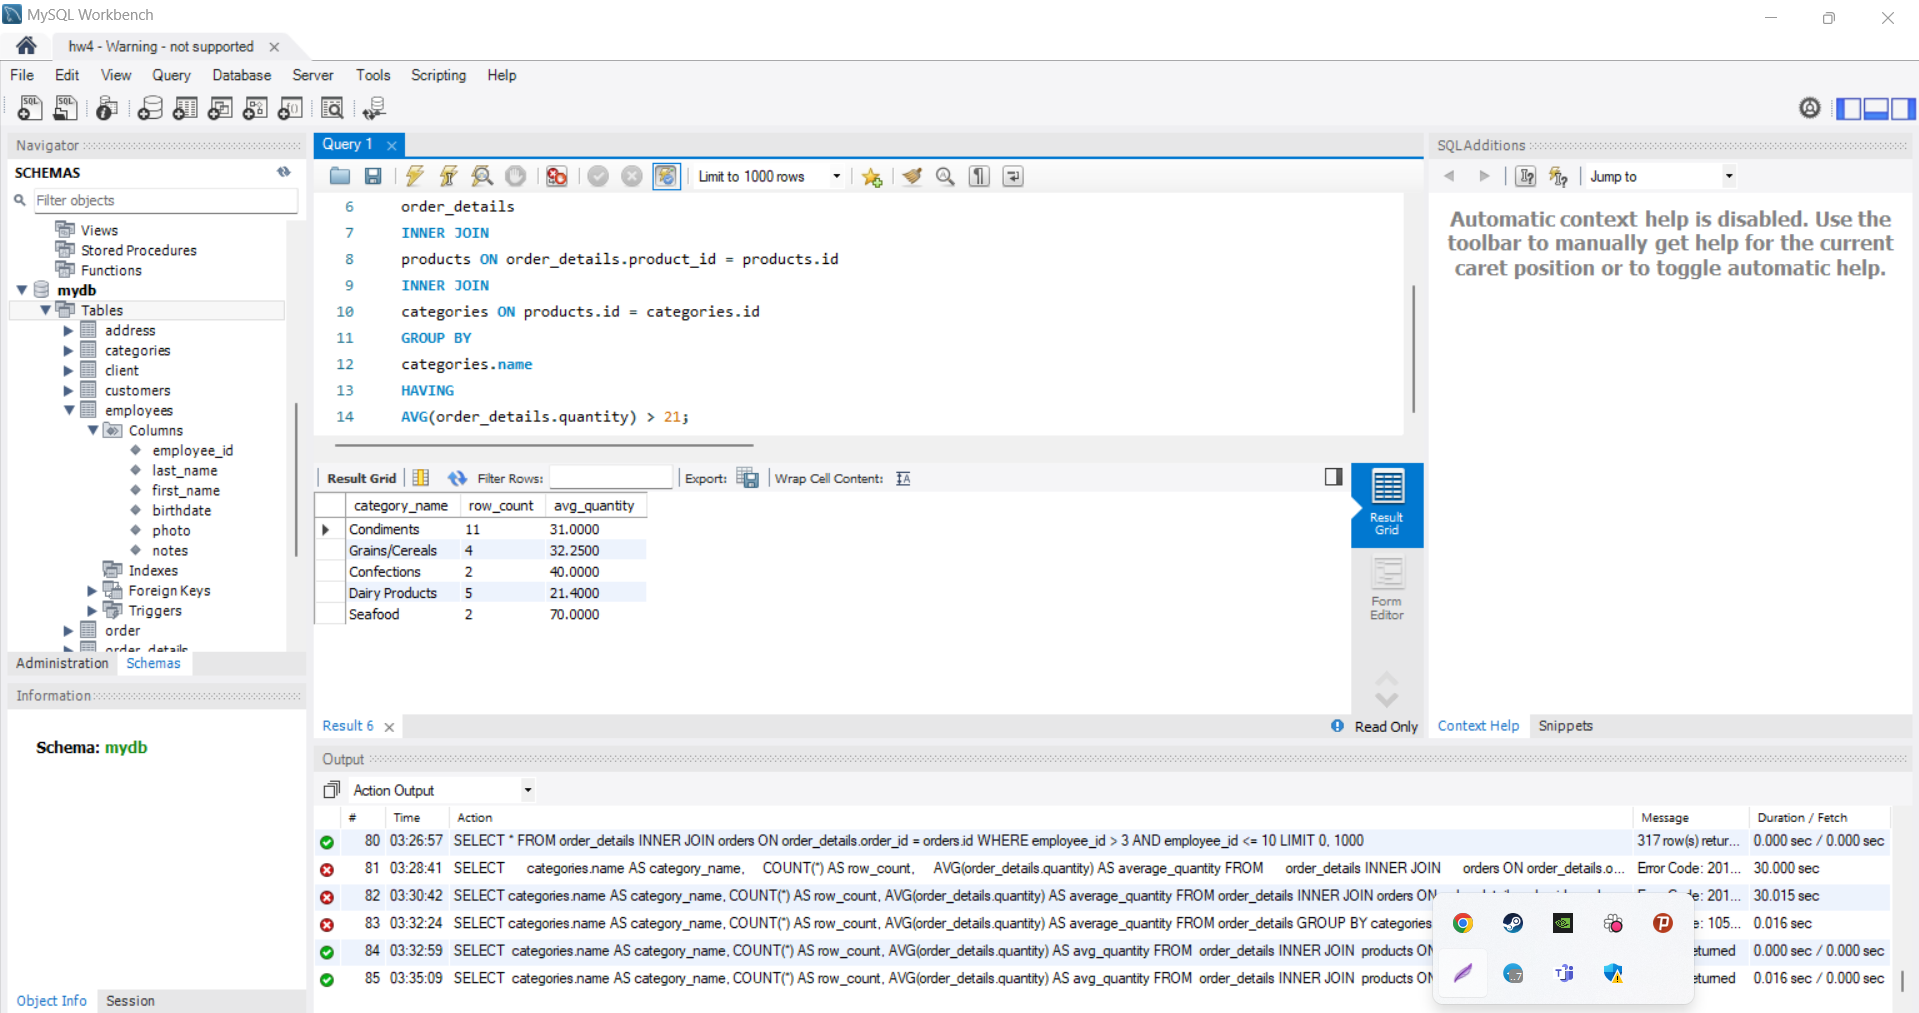 MySQL Workbench
hw4 - Warning - not supported
File Edit View Query Database Server Tools Scripting Help
Navigator
SCHEMAS
Filter objects
Views
Stored Procedures
Functions
mydb
Tables
address
categories
client
customers
employees
Columns
employee_id
last_name
first_name
birthdate
photo
notes
Indexes
Foreign Keys
Triggers
order
order_details
Administration Schemas
Information
Schema: mydb
Object Info Session
Query 1
Limit to 1000 rows
6 order_details
7 INNER JOIN
8 products ON order_details.product_id = products.id
9 INNER JOIN
10 categories ON products.id = categories.id
11 GROUP BY
12 categories.name
13 HAVING
14 AVG(order_details.quantity) > 21;
Result Grid Filter Rows: Export: Wrap Cell Content:
category_name row_count avg_quantity
Condiments 11 31.0000
Grains/Cereals 4 32.2500
Confections 2 40.0000
Dairy Products 5 21.4000
Seafood 2 70.0000
Result
Grid
Form
Editor
Result 6
Read Only
SQLAdditions
Jump to
Automatic context help is disabled. Use the
toolbar to manually get help for the current
caret position or to toggle automatic help.
Context Help Snippets
Output
Action Output
# Time Action Message Duration / Fetch
80 03:26:57 SELECT * FROM order_details INNER JOIN orders ON order_details.order_id = orders.id WHERE employee_id > 3 AND employee_id <= 10 LIMIT 0, 1000 317 row(s) retur... 0.000 sec / 0.000 sec
81 03:28:41 SELECT categories.name AS category_name, COUNT(*) AS row_count, AVG(order_details.quantity) AS average_quantity FROM order_details INNER JOIN orders ON order_details.o... Error Code: 201... 30.000 sec
82 03:30:42 SELECT categories.name AS category_name, COUNT(*) AS row_count, AVG(order_details.quantity) AS average_quantity FROM order_details INNER JOIN orders ON e: 201... 30.015 sec
83 03:32:24 SELECT categories.name AS category_name, COUNT(*) AS row_count, AVG(order_details.quantity) AS average_quantity FROM order_details GROUP BY categories e: 105... 0.016 sec
84 03:32:59 SELECT categories.name AS category_name, COUNT(*) AS row_count, AVG(order_details.quantity) AS avg_quantity FROM order_details INNER JOIN products ON eturned 0.000 sec / 0.000 sec
85 03:35:09 SELECT categories.name AS category_name, COUNT(*) AS row_count, AVG(order_details.quantity) AS avg_quantity FROM order_details INNER JOIN products ON eturned 0.016 sec / 0.000 sec